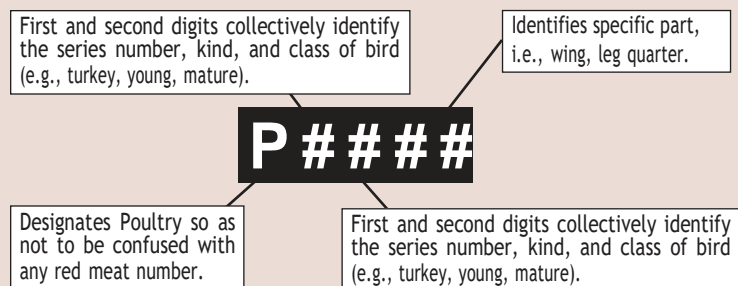 First and second digits collectively identify
the series number, kind, and class of bird
(e.g., turkey, young, mature).
Identifies specific part,
i.e., wing, leg quarter.
P # # # #
Designates Poultry so as
not to be confused with
any red meat number.
First and second digits collectively identify
the series number, kind, and class of bird
(e.g., turkey, young, mature).